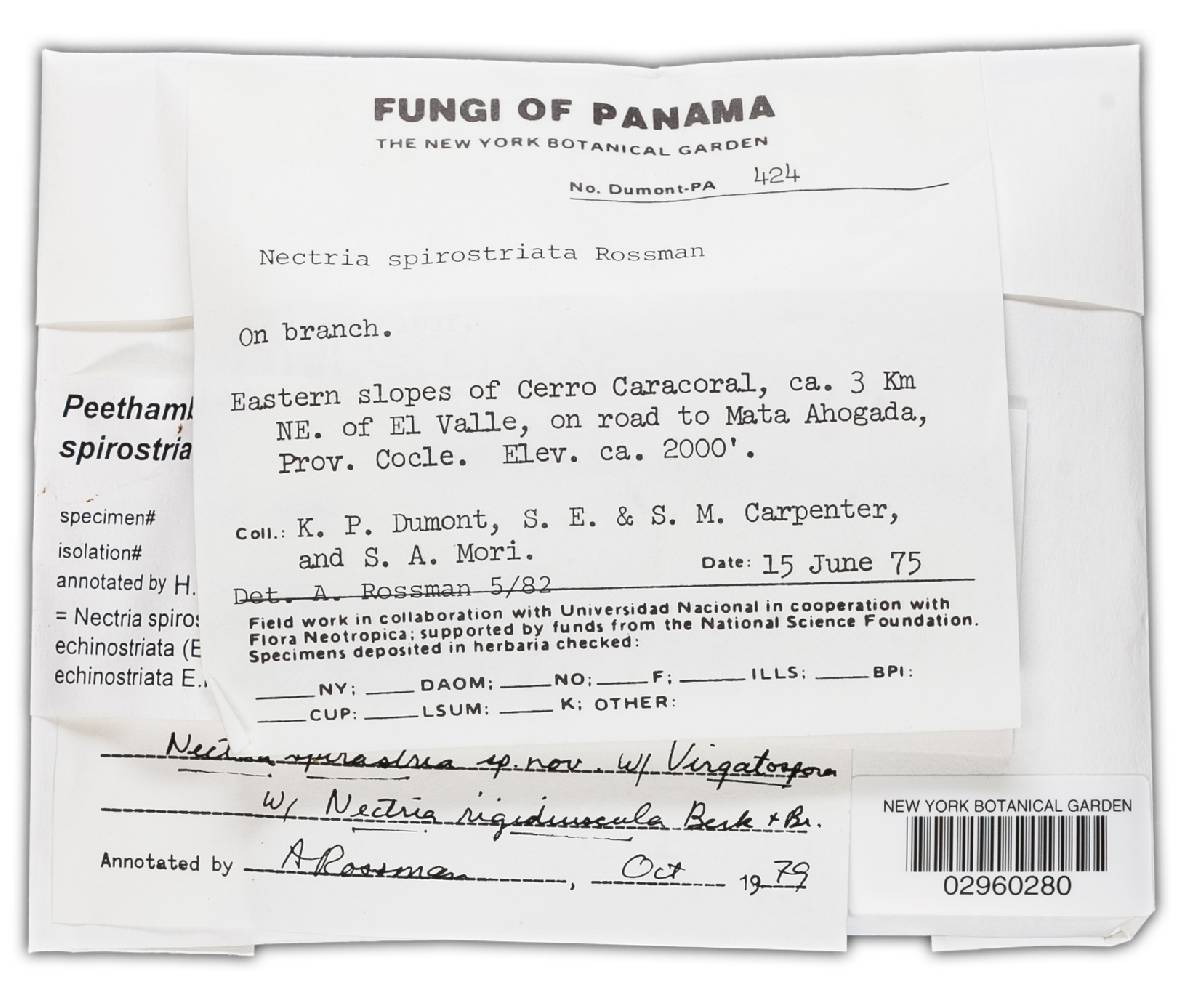 FUNGI OF PANAMA
THE NEW YORK BOTANICAL GARDEN
No. Dumont-PA 424
Nectria spirostriata Rossman
On branch.
Eastern slopes of Cerro Caracoral, ca. 3 Km
NE. of El Valle, on road to Mata Ahogada,
Prov. Cocle. Elev. ca. 2000'.
Coll.: K. P. Dumont, S. E. & S. M. Carpenter,
and S. A. Mori.
Date: 15 June 75
Det. A. Rossman 5/82
Field work in collaboration with Universidad Nacional in cooperation with
Flora Neotropica; supported by funds from the National Science Foundation.
Specimens deposited in herbaria checked:
NY; DAOM; NO; F; ILLS; BPI:
CUP: LSUM: K; OTHER:
Peethamb
spirostria
specimen#
isolation#
annotated by H.
= Nectria spiros
echinostriata (E
echinostriata E.
sp. nov. w/ Virgatospora
w/ Nectria rigidiuscula Berk + Br.
Annotated by A Rossman, Oct 1979
NEW YORK BOTANICAL GARDEN
02960280